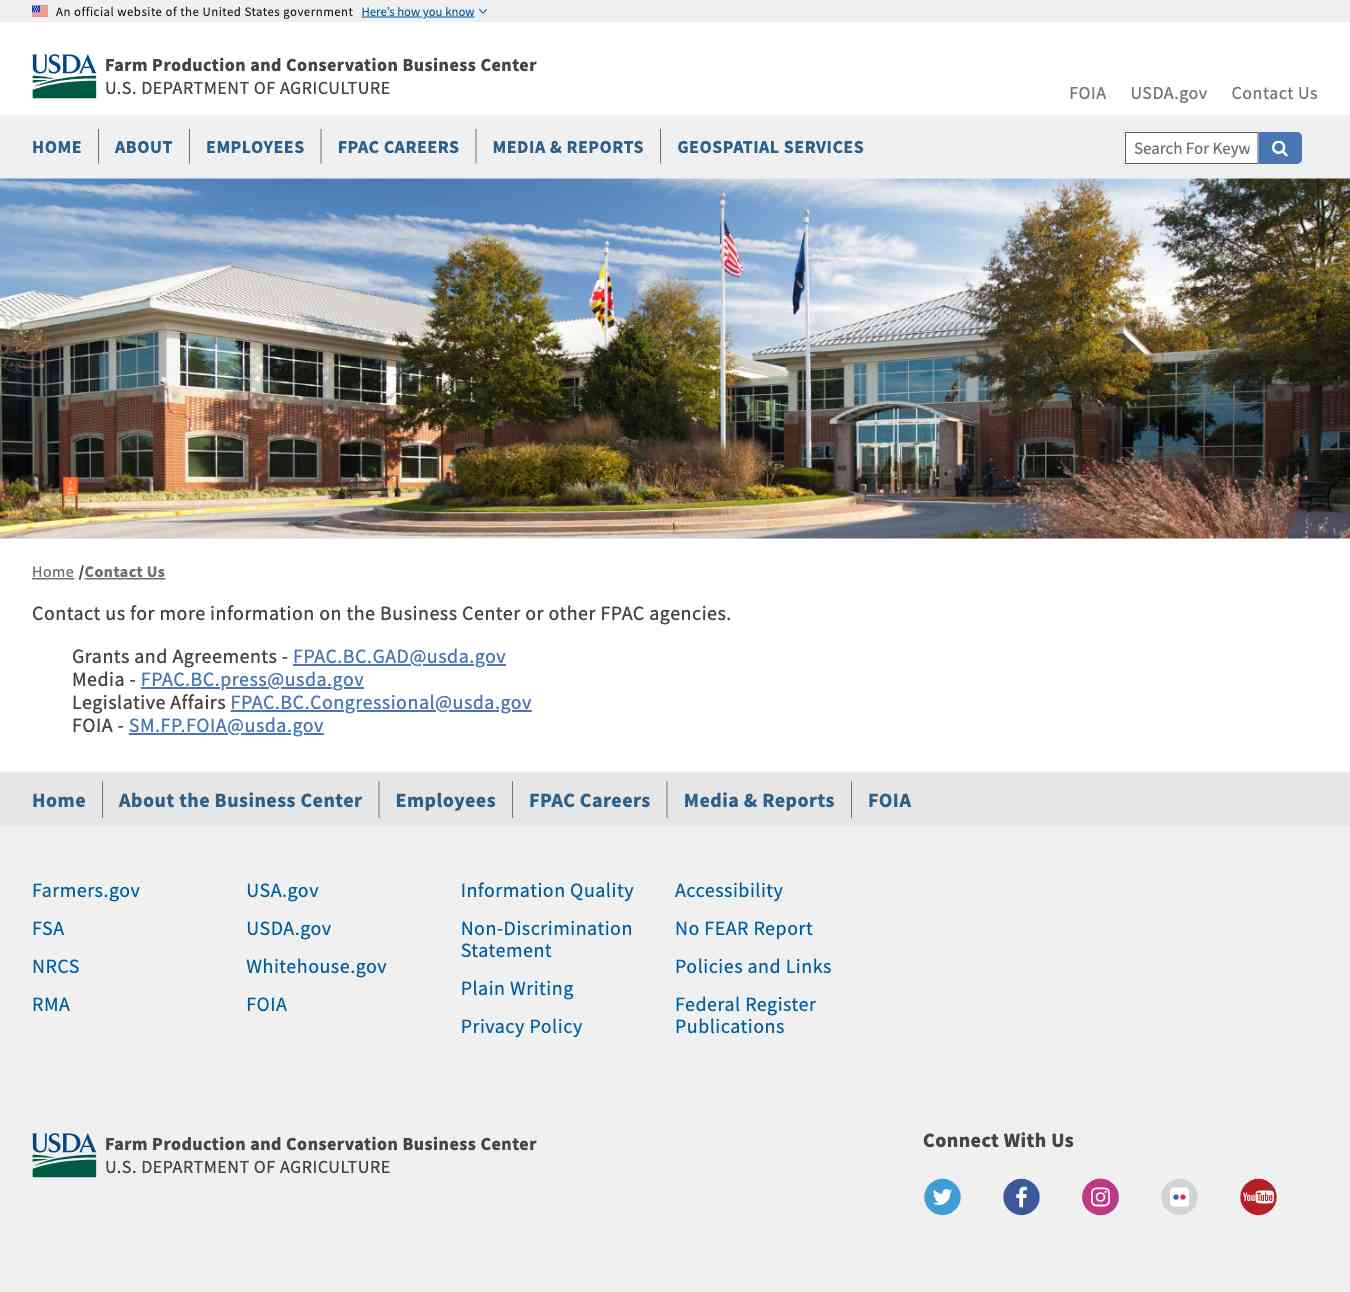 An official website of the United States government Here's how you know
USDA Farm Production and Conservation Business Center
U.S. DEPARTMENT OF AGRICULTURE
FOIA USDA.gov Contact Us
HOME ABOUT EMPLOYEES FPAC CAREERS MEDIA & REPORTS GEOSPATIAL SERVICES Search For Keyw
Home /Contact Us
Contact us for more information on the Business Center or other FPAC agencies.
Grants and Agreements - FPAC.BC.GAD@usda.gov
Media - FPAC.BC.press@usda.gov
Legislative Affairs FPAC.BC.Congressional@usda.gov
FOIA - SM.FP.FOIA@usda.gov
Home About the Business Center Employees FPAC Careers Media & Reports FOIA
Farmers.gov
FSA
NRCS
RMA
USA.gov
USDA.gov
Whitehouse.gov
FOIA
Information Quality
Non-Discrimination
Statement
Plain Writing
Privacy Policy
Accessibility
No FEAR Report
Policies and Links
Federal Register
Publications
USDA Farm Production and Conservation Business Center
U.S. DEPARTMENT OF AGRICULTURE
Connect With Us
YouTube